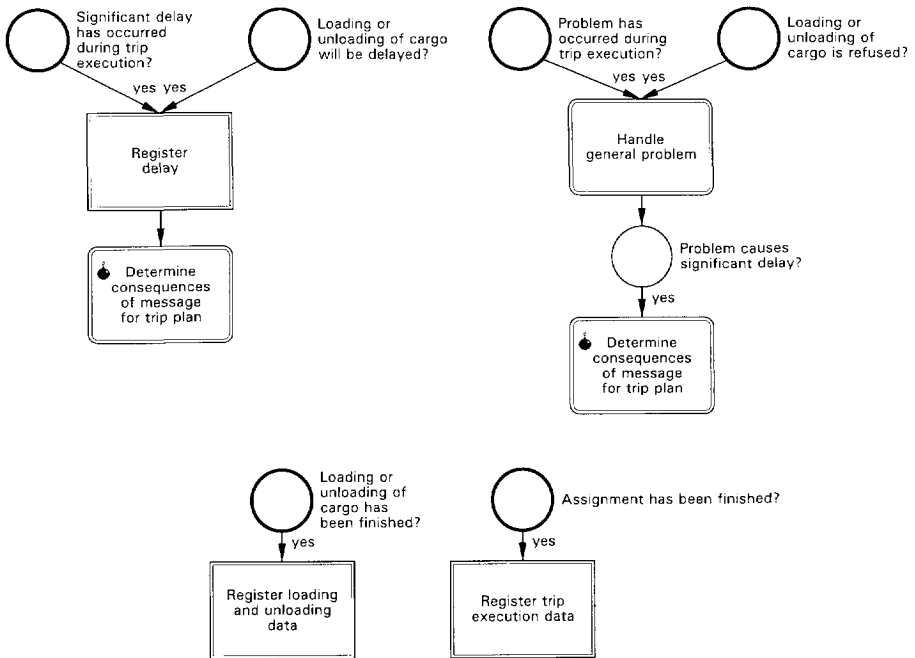 Significant delay
has occurred
during trip
execution?
Loading or
unloading of cargo
will be delayed?
yes yes
Register
delay
Determine
consequences
of message
for trip plan
Problem has
occurred during
trip execution?
Loading or
unloading of
cargo is refused?
yes yes
Handle
general problem
Problem causes
significant delay?
yes
Determine
consequences
of message
for trip plan
Loading or
unloading of
cargo has
been finished?
yes
Register loading
and unloading
data
Assignment has been finished?
yes
Register trip
execution data